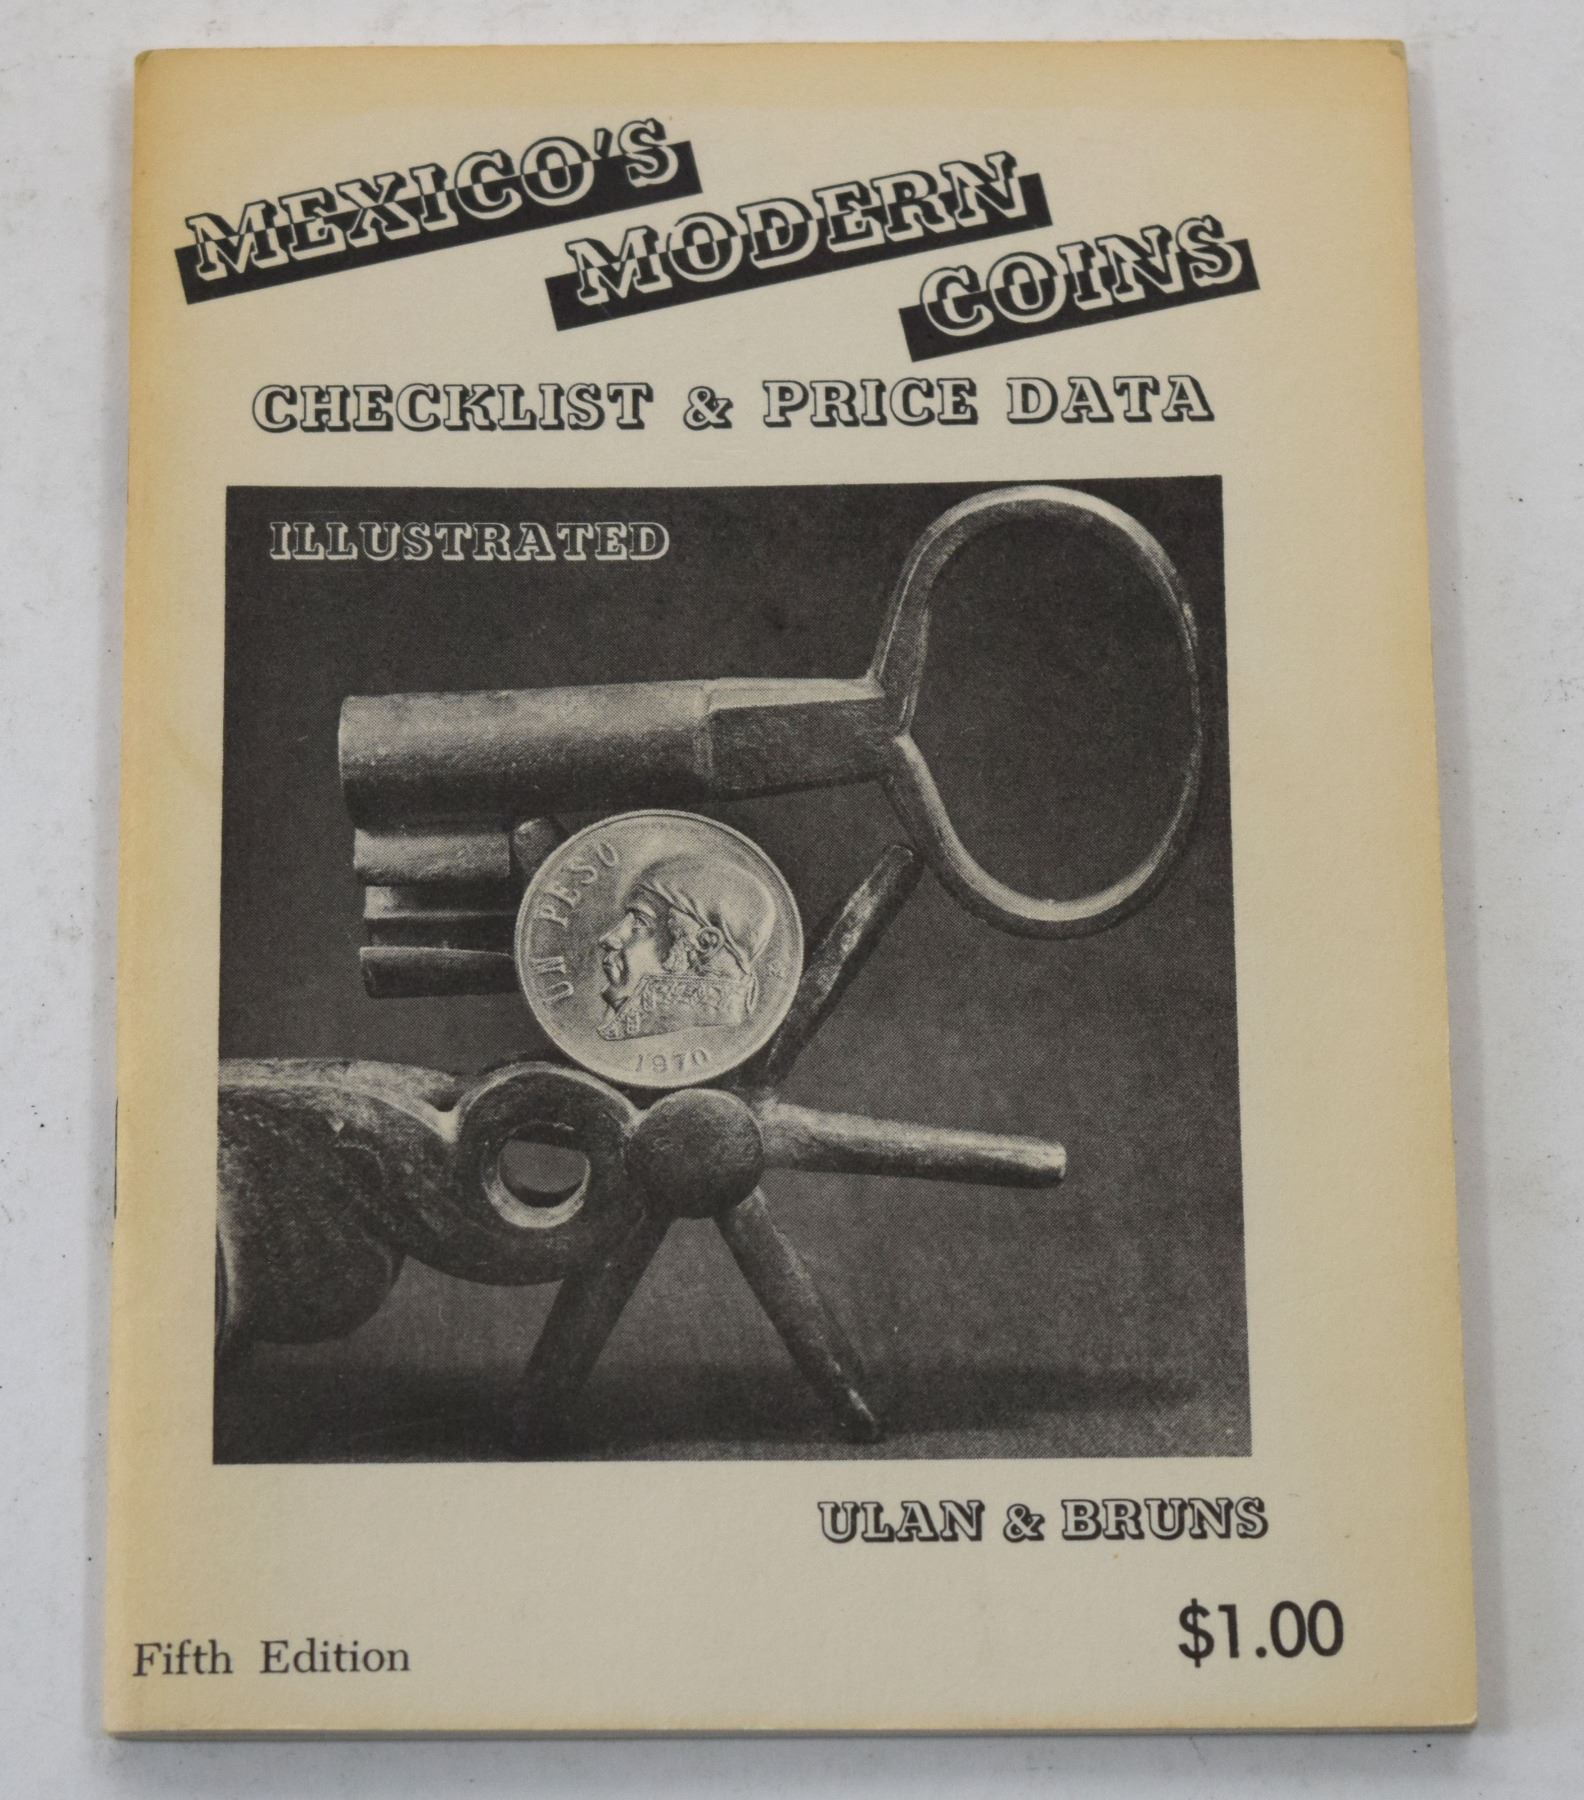 MEXICO'S
MODERN
COINS
CHECKLIST & PRICE DATA
ILLUSTRATED
UN PESO
1970
ULAN & BRUNS
$1.00
Fifth Edition